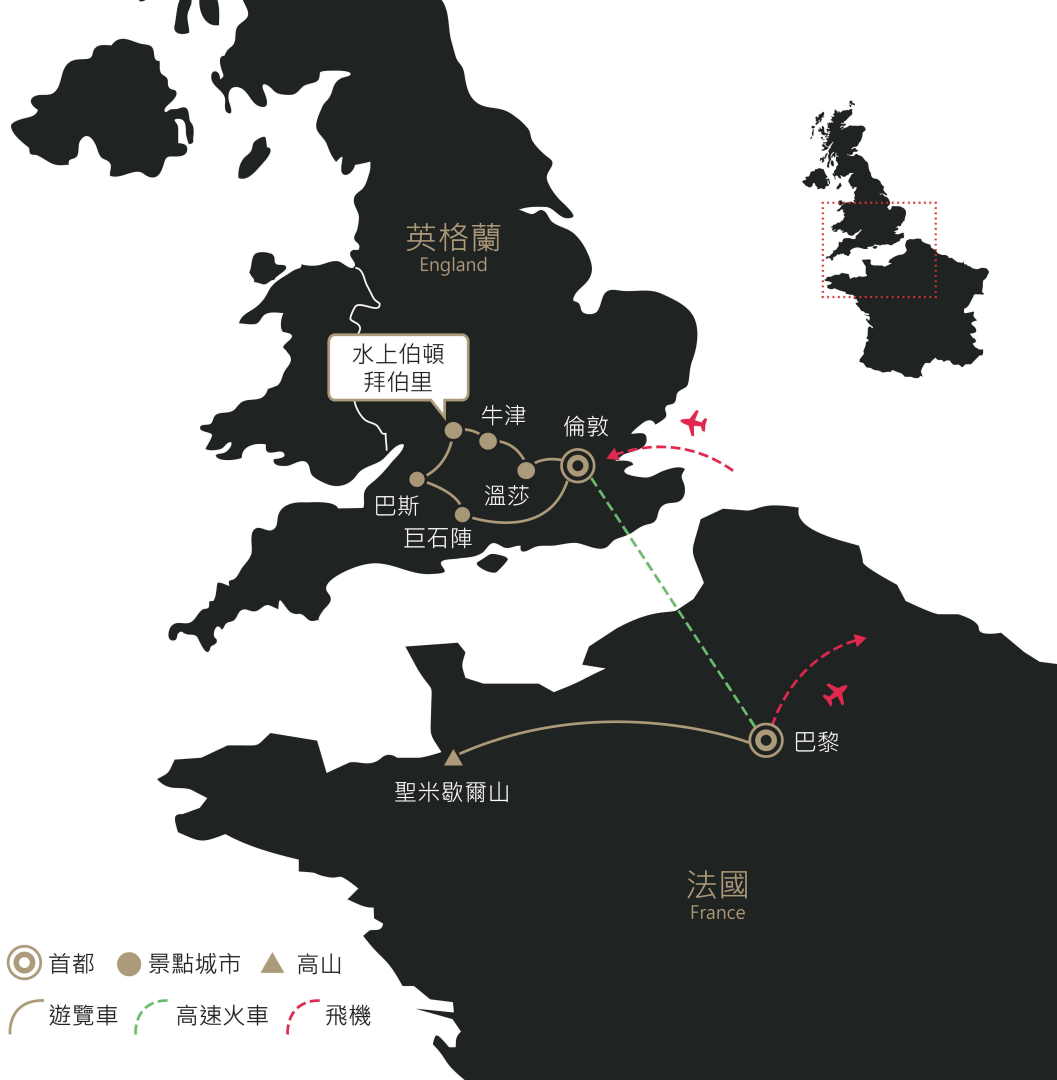 英格蘭
England
水上伯頓
拜伯里
牛津
倫敦
溫莎
巴斯
巨石陣
巴黎
聖米歇爾山
法國
France
首都
景點城市
高山
遊覽車
高速火車
飛機